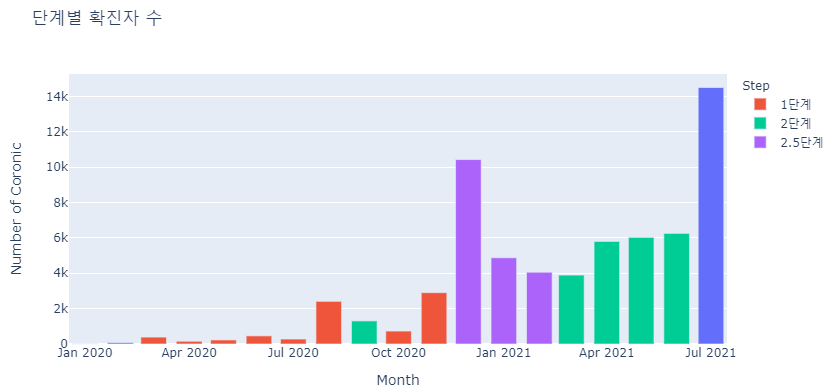 단계별 확진자 수
Number of Coronic
14k
12k
10k
8k
6k
4k
2k
0
Jan 2020
Apr 2020
Jul 2020
Oct 2020
Jan 2021
Apr 2021
Jul 2021
Month
Step
1단계
2단계
2.5단계